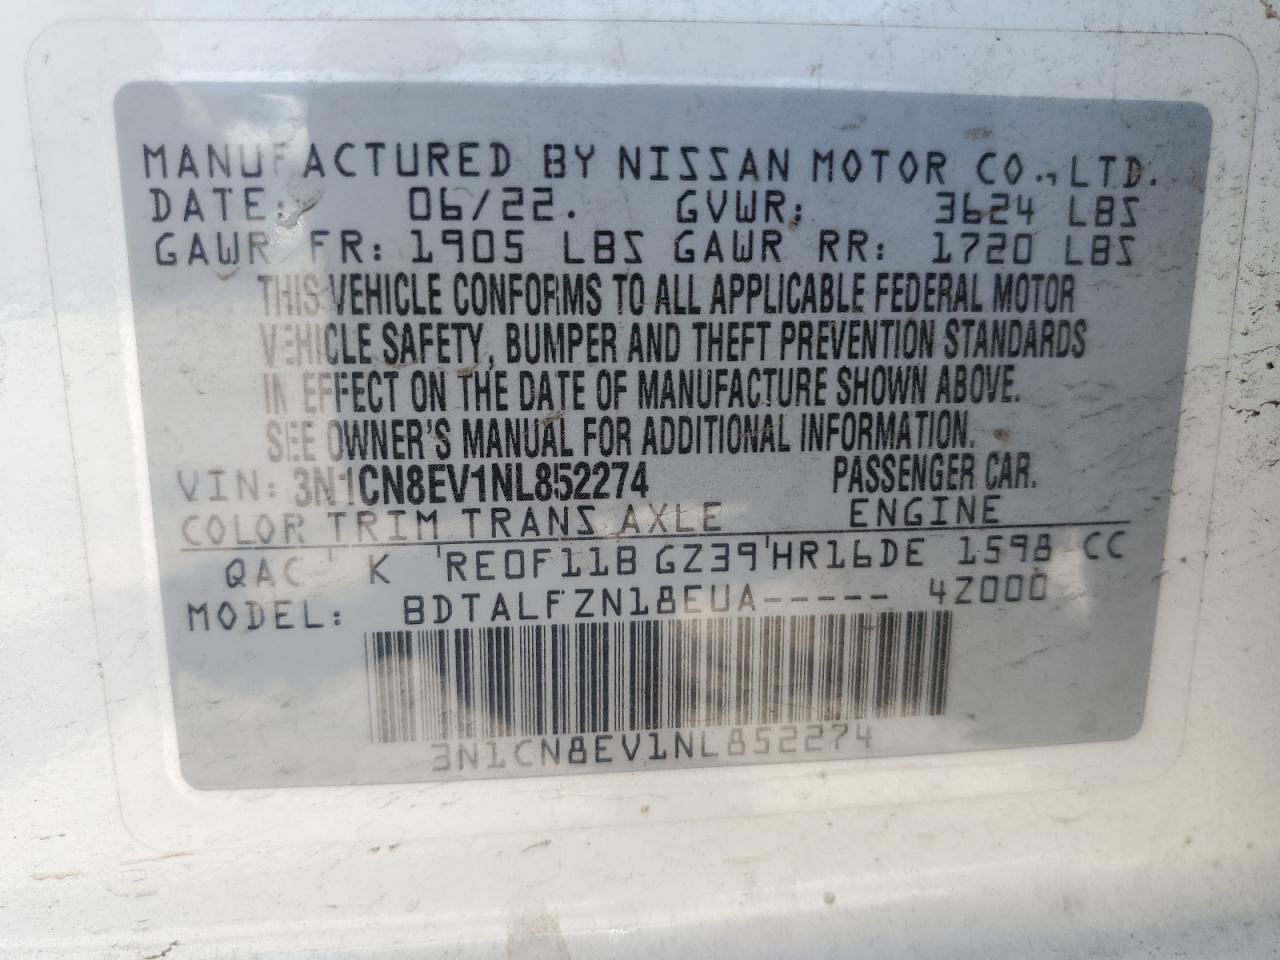 MANUFACTURED BY NISSAN MOTOR CO., LTD.
DATE: 06/22. GVWR: 3624 LBS
GAWR FR: 1905 LBS GAWR RR: 1720 LBS
THIS VEHICLE CONFORMS TO ALL APPLICABLE FEDERAL MOTOR
VEHICLE SAFETY, BUMPER AND THEFT PREVENTION STANDARDS
IN EFFECT ON THE DATE OF MANUFACTURE SHOWN ABOVE.
SEE OWNER'S MANUAL FOR ADDITIONAL INFORMATION.
VIN: 3N1CN8EV1NL852274 PASSENGER CAR.
COLOR TRIM TRANS AXLE ENGINE
QAC K RE0F11B GZ39 HR16DE 1598 CC
MODEL: BDTALFZN18EUA----- 4Z000
3N1CN8EV1NL852274